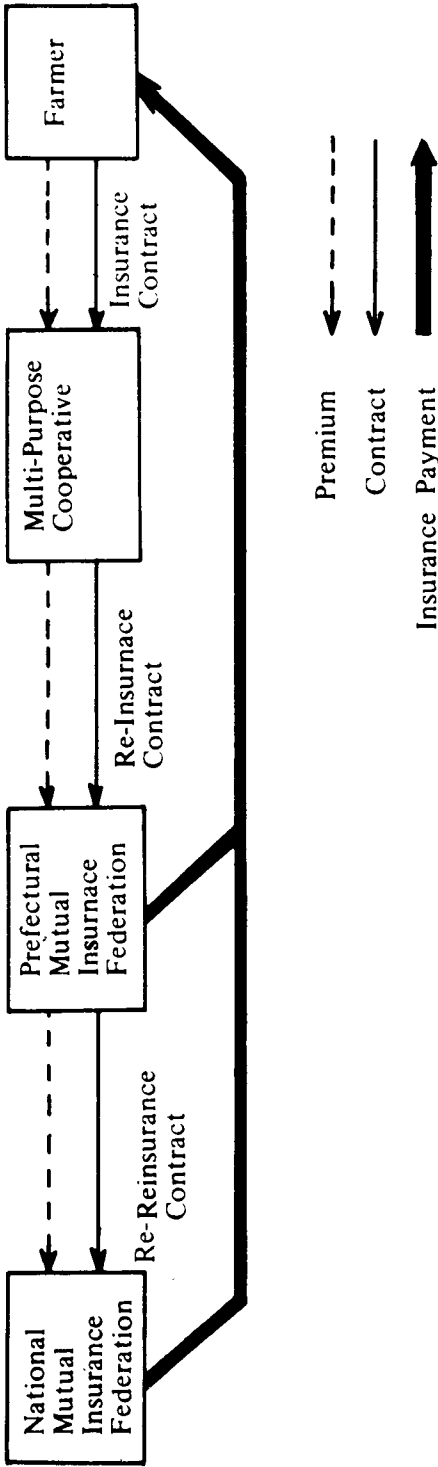 National
Mutual
Insurance
Federation
Re-Reinsurance
Contract
Prefectural
Mutual
Insurnace
Federation
Re-Insurnace
Contract
Multi-Purpose
Cooperative
Insurance
Contract
Farmer
Premium
Contract
Insurance Payment